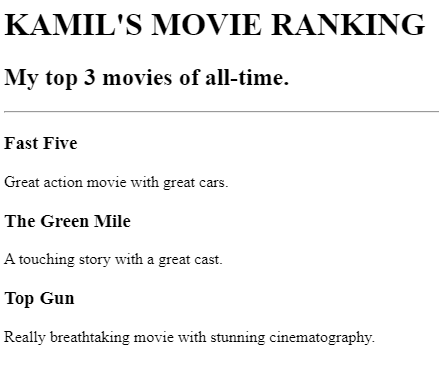 KAMIL'S MOVIE RANKING
My top 3 movies of all-time.
Fast Five
Great action movie with great cars.
The Green Mile
A touching story with a great cast.
Top Gun
Really breathtaking movie with stunning cinematography.